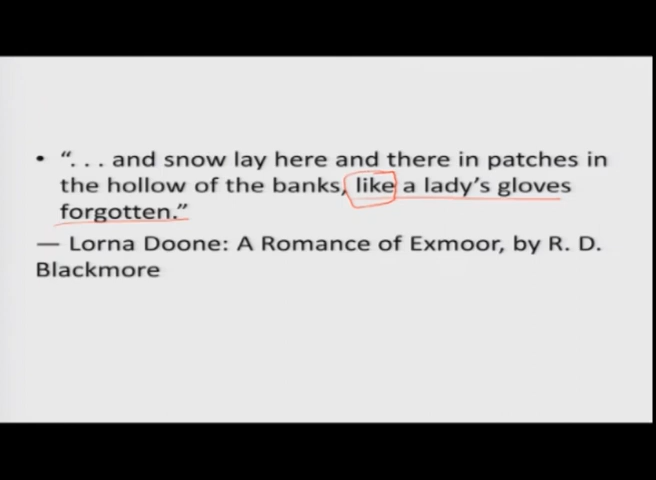 • “. . . and snow lay here and there in patches in
the hollow of the banks, like a lady’s gloves
forgotten.”
— Lorna Doone: A Romance of Exmoor, by R. D.
Blackmore